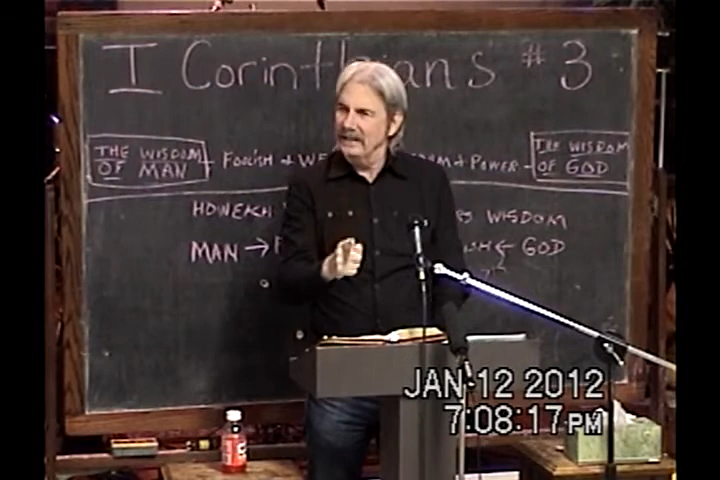 I Corinthians #3
THE WISDOM OF MAN - FOOLISH + POWER - THE WISDOM OF GOD
WISDOM
MAN → ← GOD
JAN 12 2012
7:08:17 PM